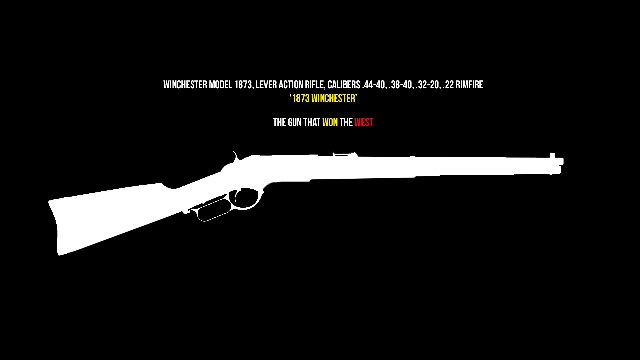 WINCHESTER MODEL 1873, LEVER ACTION RIFLE, CALIBERS .44-40, .38-40, .32-20, .22 RIMFIRE
'1873 WINCHESTER'
THE GUN THAT WON THE WEST